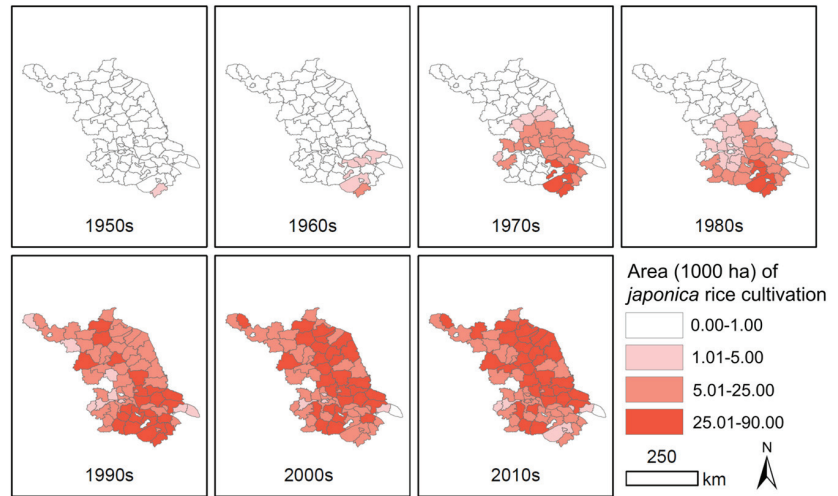 1950s
1960s
1970s
1980s
1990s
2000s
2010s
Area (1000 ha) of
japonica rice cultivation
0.00-1.00
1.01-5.00
5.01-25.00
25.01-90.00
250
km
N